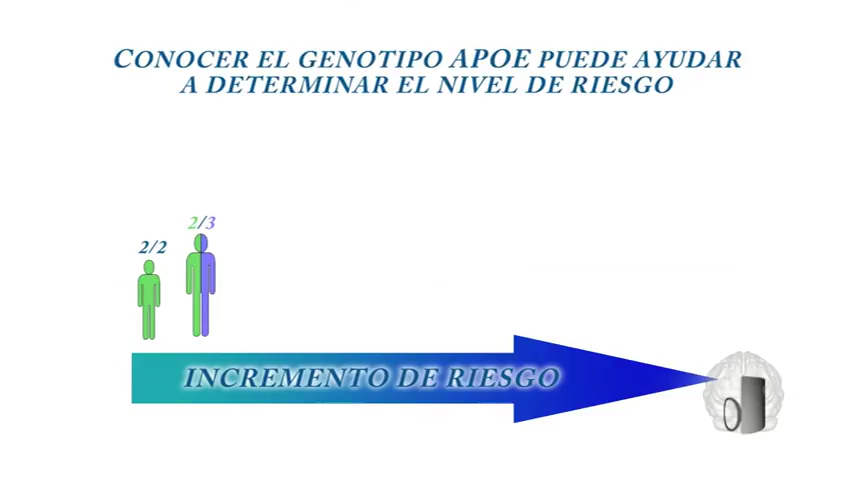 CONOCER EL GENOTIPO APOE PUEDE AYUDAR
A DETERMINAR EL NIVEL DE RIESGO
2/2
2/3
INCREMENTO DE RIESGO